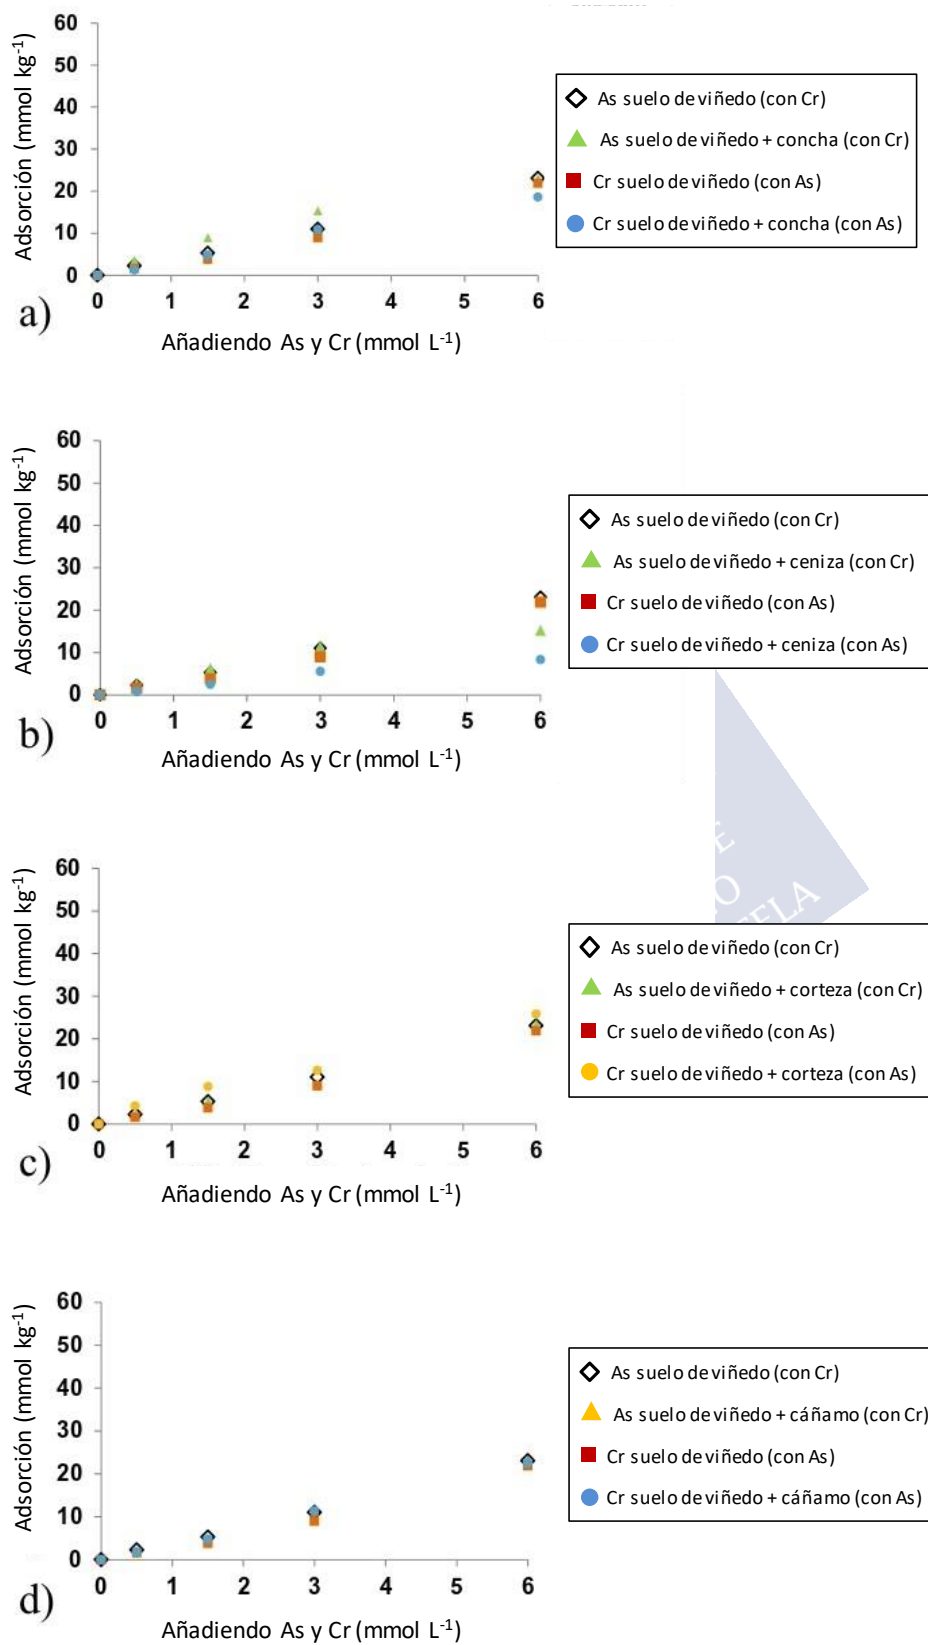 60
50
40
30
20
10
0
Adsorción (mmol kg-1)
0 1 2 3 4 5 6
a)
Añadiendo As y Cr (mmol L-1)
As suelo de viñedo (con Cr)
As suelo de viñedo + concha (con Cr)
Cr suelo de viñedo (con As)
Cr suelo de viñedo + concha (con As)
60
50
40
30
20
10
0
Adsorción (mmol kg-1)
0 1 2 3 4 5 6
b)
Añadiendo As y Cr (mmol L-1)
As suelo de viñedo (con Cr)
As suelo de viñedo + ceniza (con Cr)
Cr suelo de viñedo (con As)
Cr suelo de viñedo + ceniza (con As)
60
50
40
30
20
10
0
Adsorción (mmol kg-1)
0 1 2 3 4 5 6
c)
Añadiendo As y Cr (mmol L-1)
As suelo de viñedo (con Cr)
As suelo de viñedo + corteza (con Cr)
Cr suelo de viñedo (con As)
Cr suelo de viñedo + corteza (con As)
60
50
40
30
20
10
0
Adsorción (mmol kg-1)
0 1 2 3 4 5 6
d)
Añadiendo As y Cr (mmol L-1)
As suelo de viñedo (con Cr)
As suelo de viñedo + cáñamo (con Cr)
Cr suelo de viñedo (con As)
Cr suelo de viñedo + cáñamo (con As)